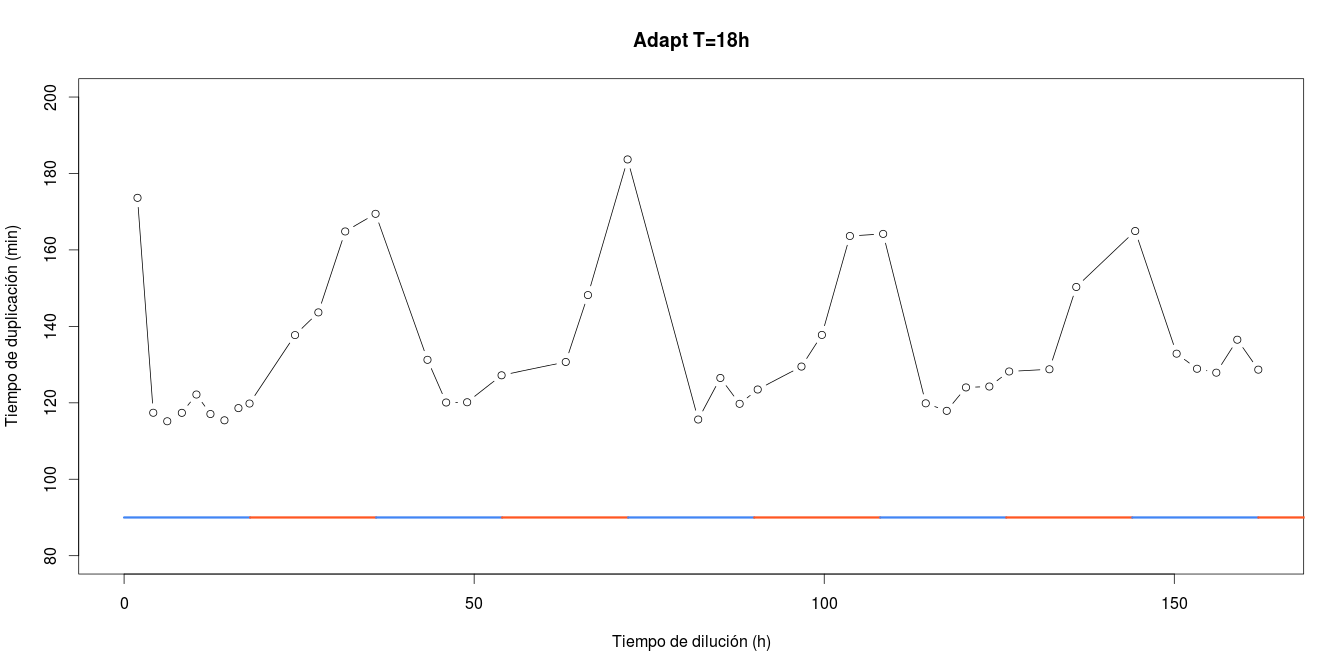 Adapt T=18h
Tiempo de duplicación (min)
200
180
160
140
120
100
80
0 50 100 150
Tiempo de dilución (h)